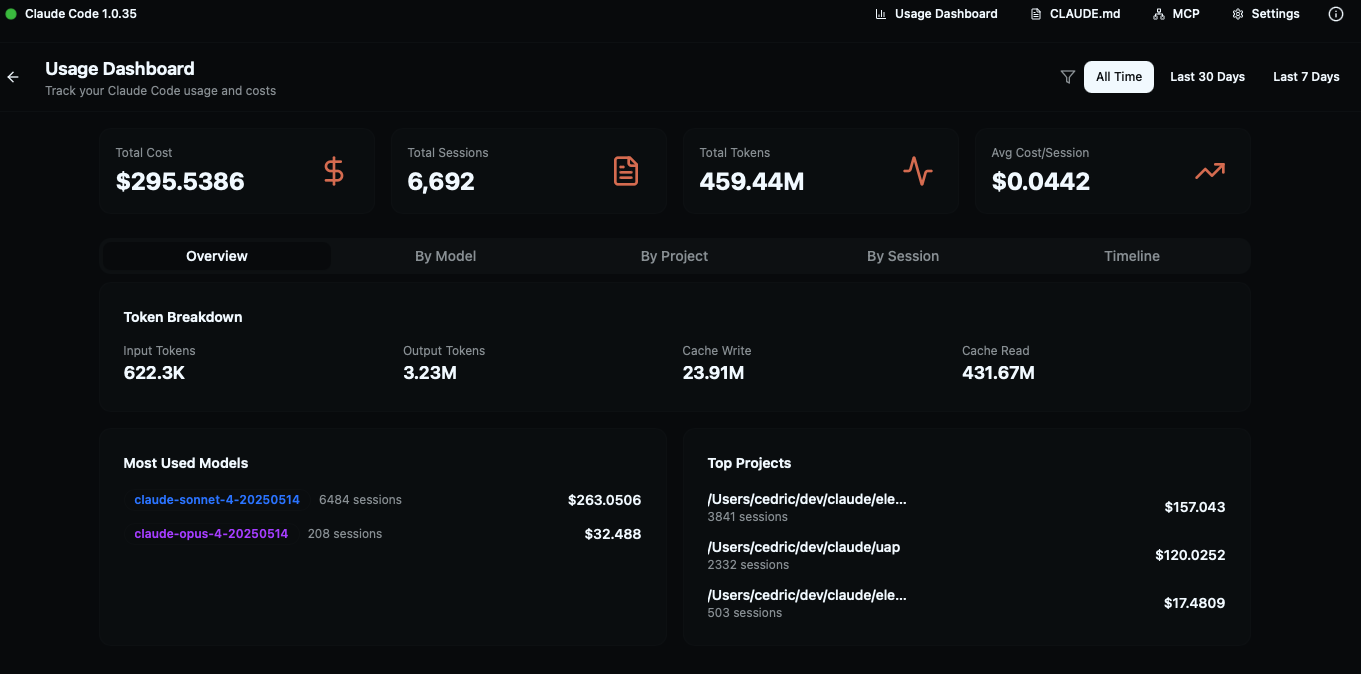 Claude Code 1.0.35
Usage Dashboard
CLAUDE.md
MCP
Settings
Usage Dashboard
Track your Claude Code usage and costs
All Time
Last 30 Days
Last 7 Days
Total Cost
$295.5386
Total Sessions
6,692
Total Tokens
459.44M
Avg Cost/Session
$0.0442
Overview
By Model
By Project
By Session
Timeline
Token Breakdown
Input Tokens
622.3K
Output Tokens
3.23M
Cache Write
23.91M
Cache Read
431.67M
Most Used Models
claude-sonnet-4-20250514 6484 sessions $263.0506
claude-opus-4-20250514 208 sessions $32.488
Top Projects
/Users/cedric/dev/claude/ele...
3841 sessions
$157.043
/Users/cedric/dev/claude/uap
2332 sessions
$120.0252
/Users/cedric/dev/claude/ele...
503 sessions
$17.4809